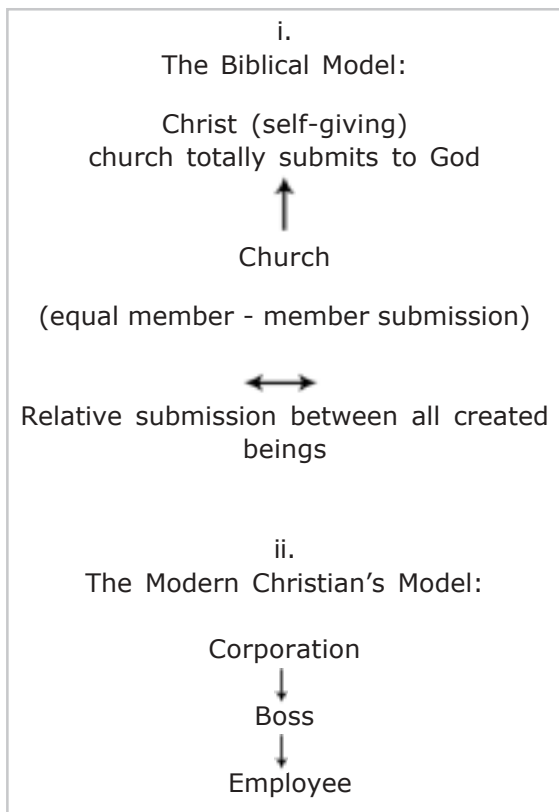 i.
The Biblical Model:
Christ (self-giving)
church totally submits to God
Church
(equal member - member submission)
Relative submission between all created
beings
ii.
The Modern Christian’s Model:
Corporation
Boss
Employee